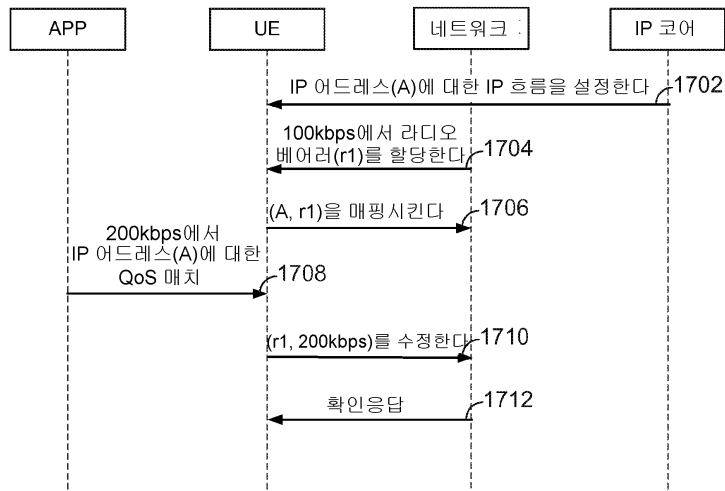 APP
UE
네트워크
IP 코어
IP 어드레스(A)에 대한 IP 흐름을 설정한다
1702
100kbps에서 라디오
베어러(r1)를 할당한다
1704
(A, r1)을 매핑시킨다
1706
200kbps에서
IP 어드레스(A)에 대한
QoS 매치
1708
(r1, 200kbps)를 수정한다
1710
확인응답
1712